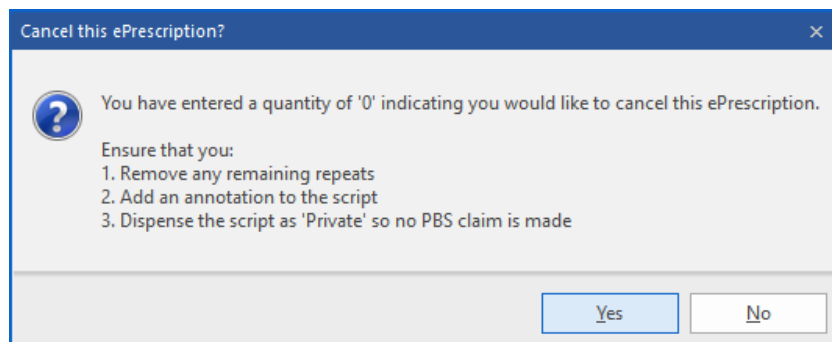 Cancel this ePrescription?
You have entered a quantity of '0' indicating you would like to cancel this ePrescription.
Ensure that you:
1. Remove any remaining repeats
2. Add an annotation to the script
3. Dispense the script as 'Private' so no PBS claim is made
Yes No